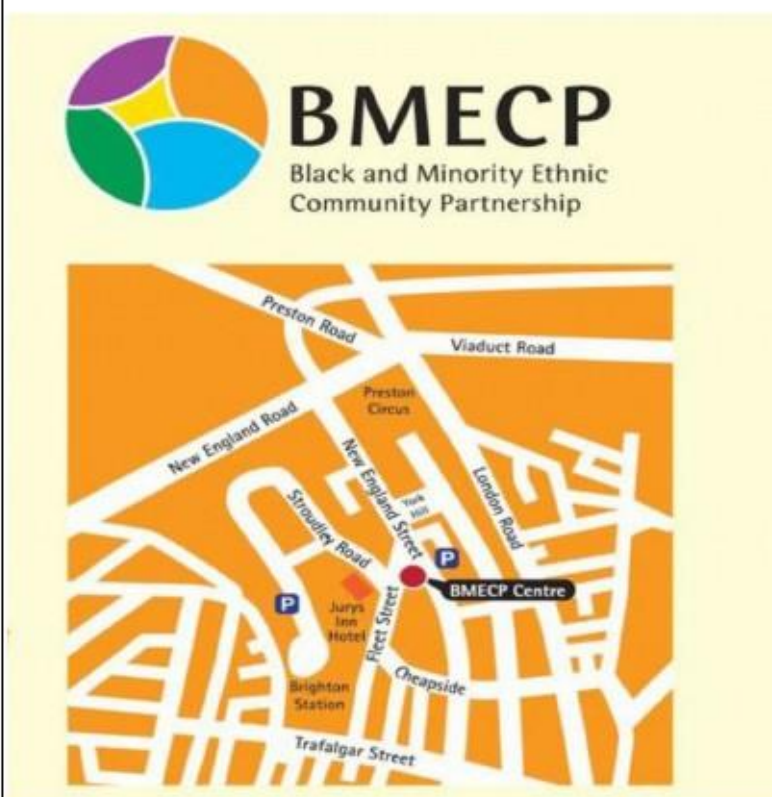 BMECP
Black and Minority Ethnic
Community Partnership
Preston Road
Viaduct Road
Preston
Circus
New England Road
New England Street
London Road
York
Hill
Stroudley Road
P
BMECP Centre
P
Jurys
Inn
Hotel
Fleet Street
Cheapside
Brighton
Station
Trafalgar Street